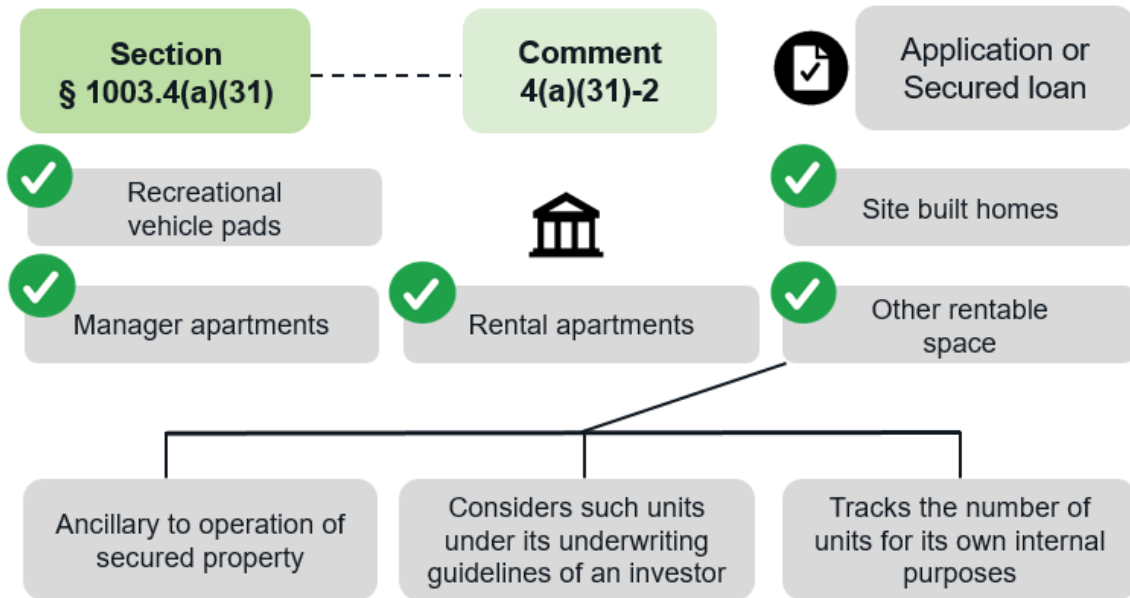 Section
§ 1003.4(a)(31)
Comment
4(a)(31)-2
Application or
Secured loan
Recreational
vehicle pads
Site built homes
Manager apartments
Rental apartments
Other rentable
space
Ancillary to operation of
secured property
Considers such units
under its underwriting
guidelines of an investor
Tracks the number of
units for its own internal
purposes